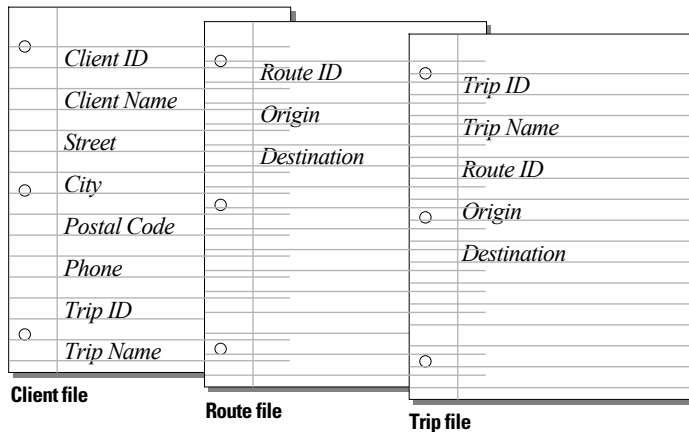 Client ID
Client Name
Street
City
Postal Code
Phone
Trip ID
Trip Name
Client file
Route ID
Origin
Destination
Route file
Trip ID
Trip Name
Route ID
Origin
Destination
Trip file